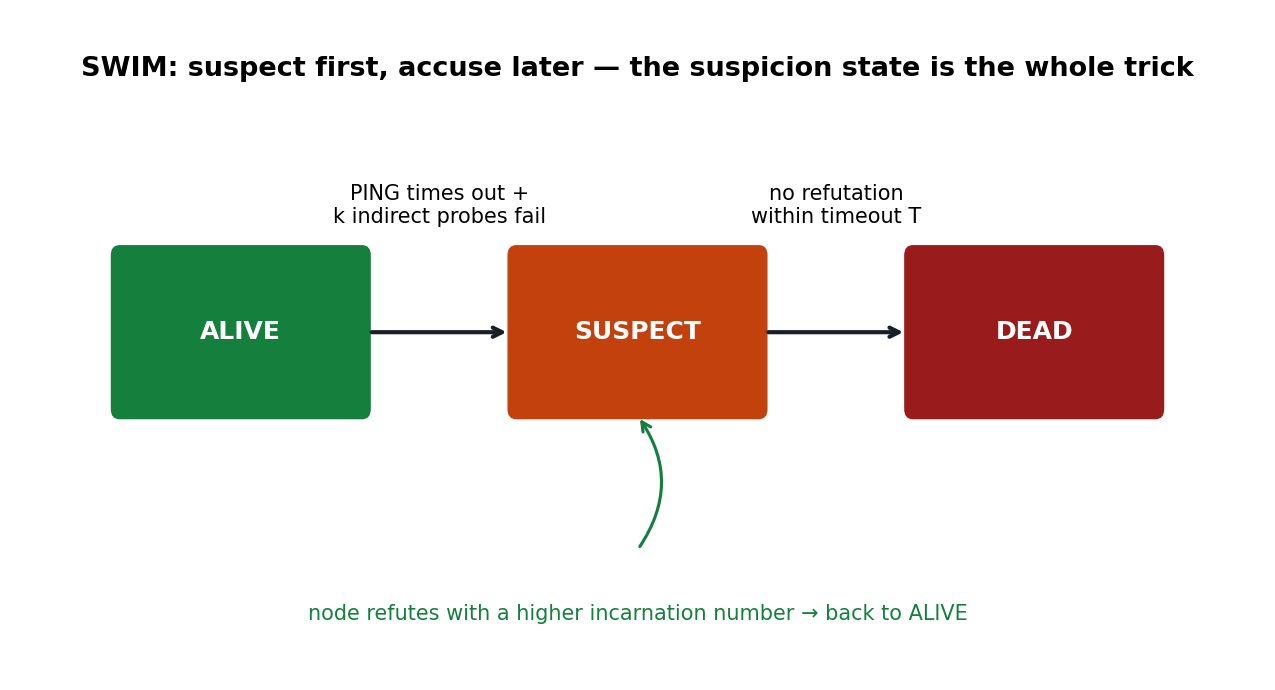 SWIM: suspect first, accuse later — the suspicion state is the whole trick
PING times out +
k indirect probes fail
no refutation
within timeout T
ALIVE
SUSPECT
DEAD
node refutes with a higher incarnation number → back to ALIVE